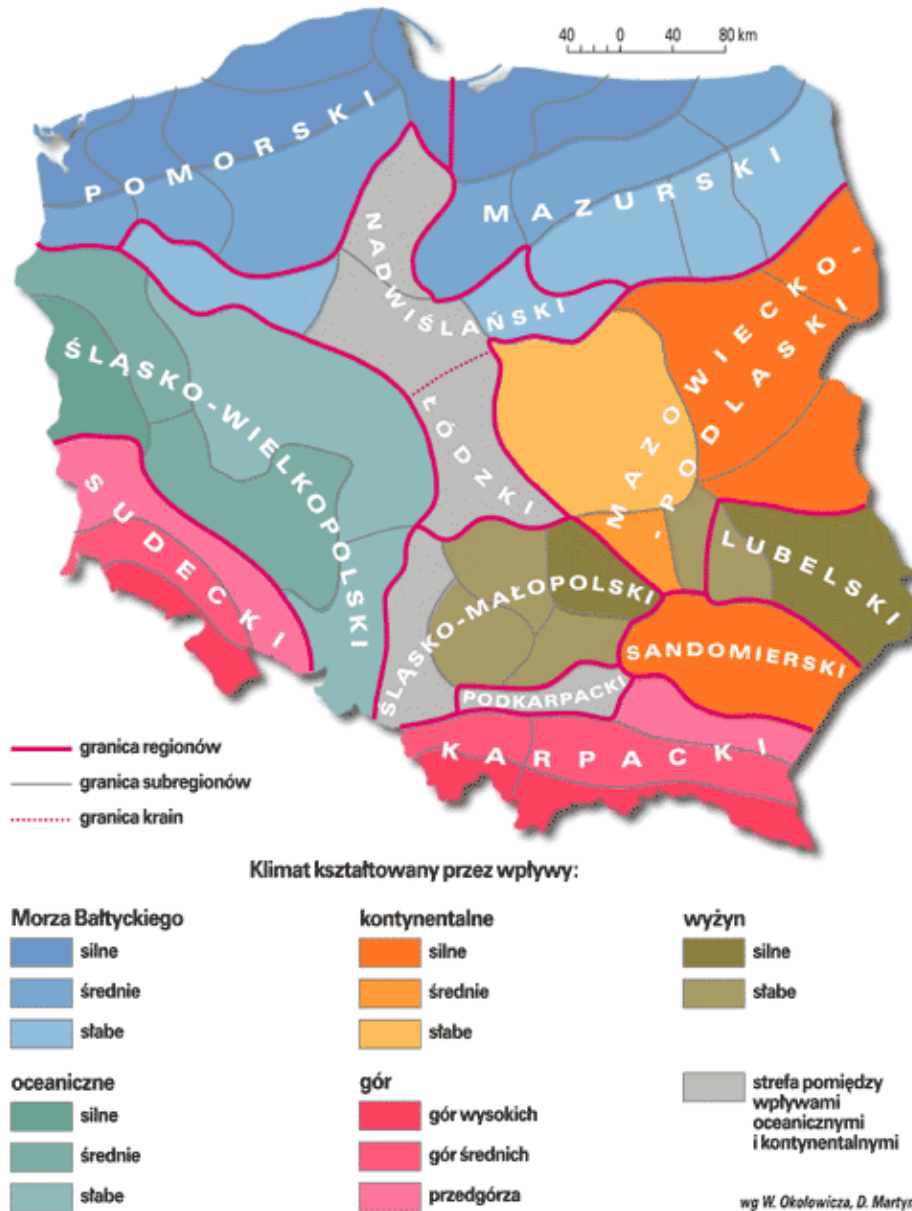 40 0 40 80 km
POMORSKI
MAZURSKI
NADWIŚLAŃSKI
MAZOWIECKO-
-PODLASKI
ŚLĄSKO-WIELKOPOLSKI
ŁÓDZKI
SUDECKI
LUBELSKI
ŚLĄSKO-MAŁOPOLSKI
SANDOMIERSKI
PODKARPACKI
KARPACKI
granica regionów
granica subregionów
granica krain
Klimat kształtowany przez wpływy:
Morza Bałtyckiego
silne
średnie
słabe
kontynentalne
silne
średnie
słabe
wyżyn
silne
słabe
oceaniczne
silne
średnie
słabe
gór
gór wysokich
gór średnich
przedgórza
strefa pomiędzy
wpływami
oceanicznymi
i kontynentalnymi
wg W. Okołowicza, D. Martyn